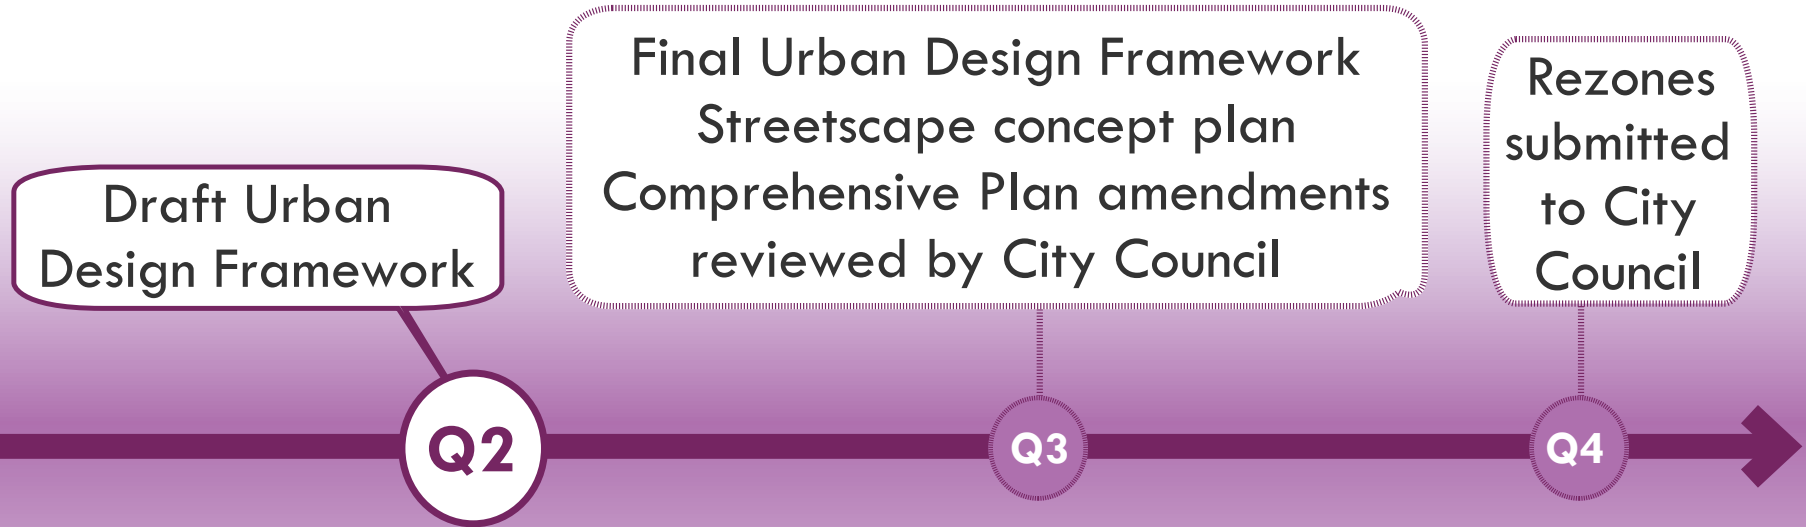 Draft Urban
Design Framework
Final Urban Design Framework
Streetscape concept plan
Comprehensive Plan amendments
reviewed by City Council
Rezones
submitted
to City
Council
Q2
Q3
Q4